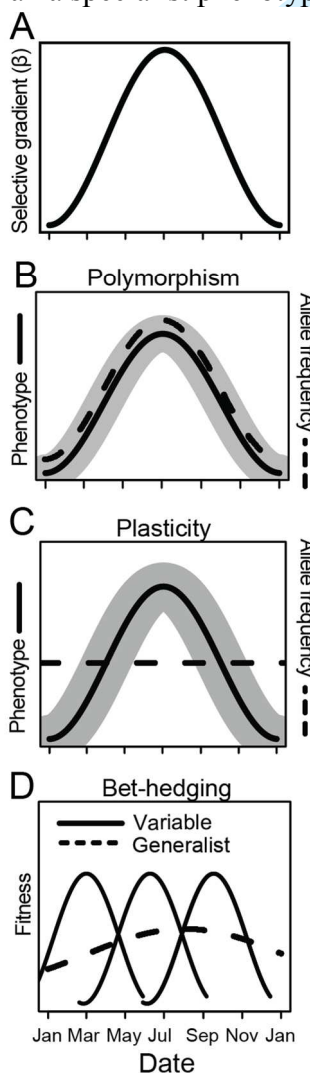 A
Selective gradient (β)
B
Polymorphism
Phenotype
Allele frequency
C
Plasticity
Phenotype
Allele frequency
D
Bet-hedging
Variable
Generalist
Fitness
Jan Mar May Jul Sep Nov Jan
Date